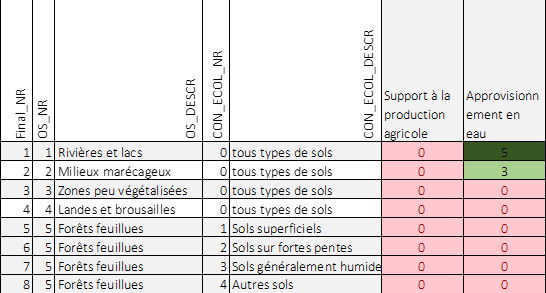 Final_NR OS_NR OS_DESCR CON_ECOL_NR CON_ECOL_DESCR Support à la production agricole Approvisionn ement en eau
1 1 Rivières et lacs 0 tous types de sols 0 5
2 2 Milieux marécageux 0 tous types de sols 0 3
3 3 Zones peu végétalisées 0 tous types de sols 0 0
4 4 Landes et brousailles 0 tous types de sols 0 0
5 5 Forêts feuillues 1 Sols superficiels 0 0
6 5 Forêts feuillues 2 Sols sur fortes pentes 0 0
7 5 Forêts feuillues 3 Sols généralement humide 0 0
8 5 Forêts feuillues 4 Autres sols 0 0